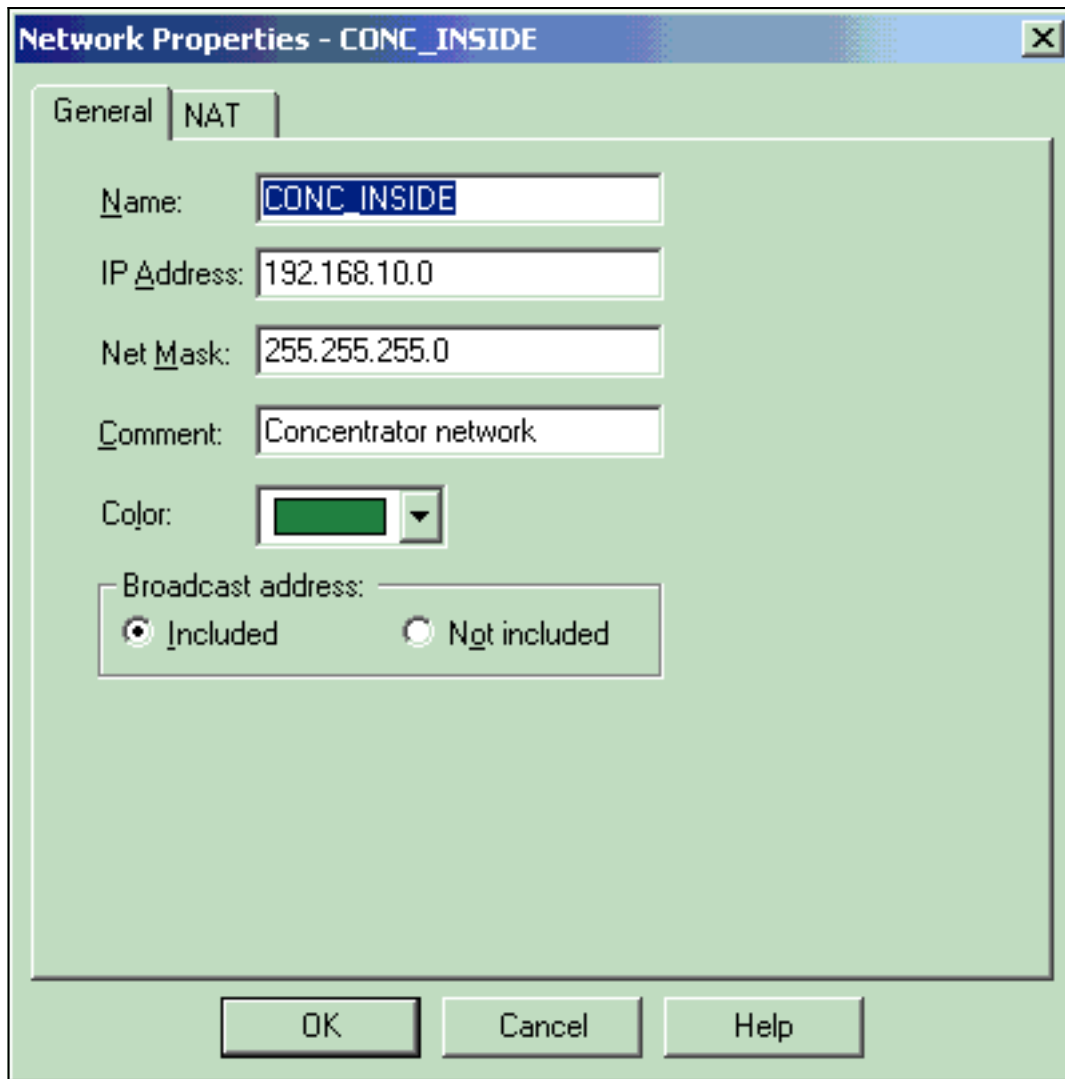 Network Properties - CONC_INSIDE
General NAT
Name: CONC_INSIDE
IP Address: 192.168.10.0
Net Mask: 255.255.255.0
Comment: Concentrator network
Color:
Broadcast address:
Included Not included
OK Cancel Help